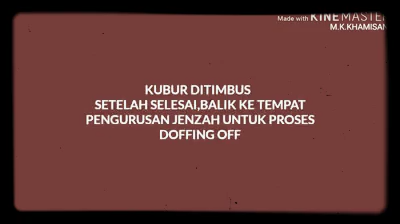 Made with KINEMASTER
M.K.KHAMISAN
KUBUR DITIMBUS
SETELAH SELESAI,BALIK KE TEMPAT
PENGURUSAN JENZAH UNTUK PROSES
DOFFING OFF